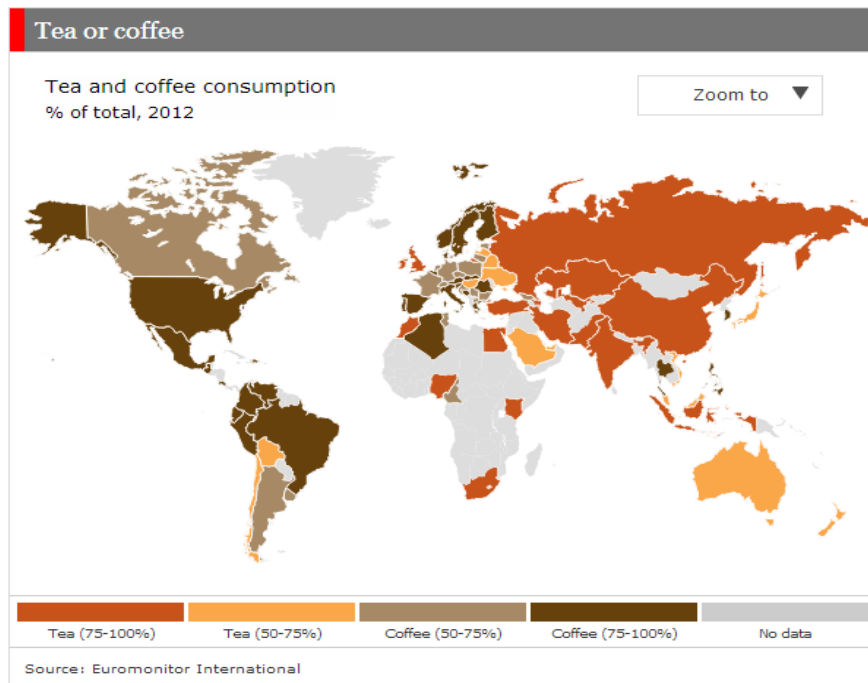 Tea or coffee
Tea and coffee consumption
% of total, 2012
Zoom to
Tea (75-100%)
Tea (50-75%)
Coffee (50-75%)
Coffee (75-100%)
No data
Source: Euromonitor International